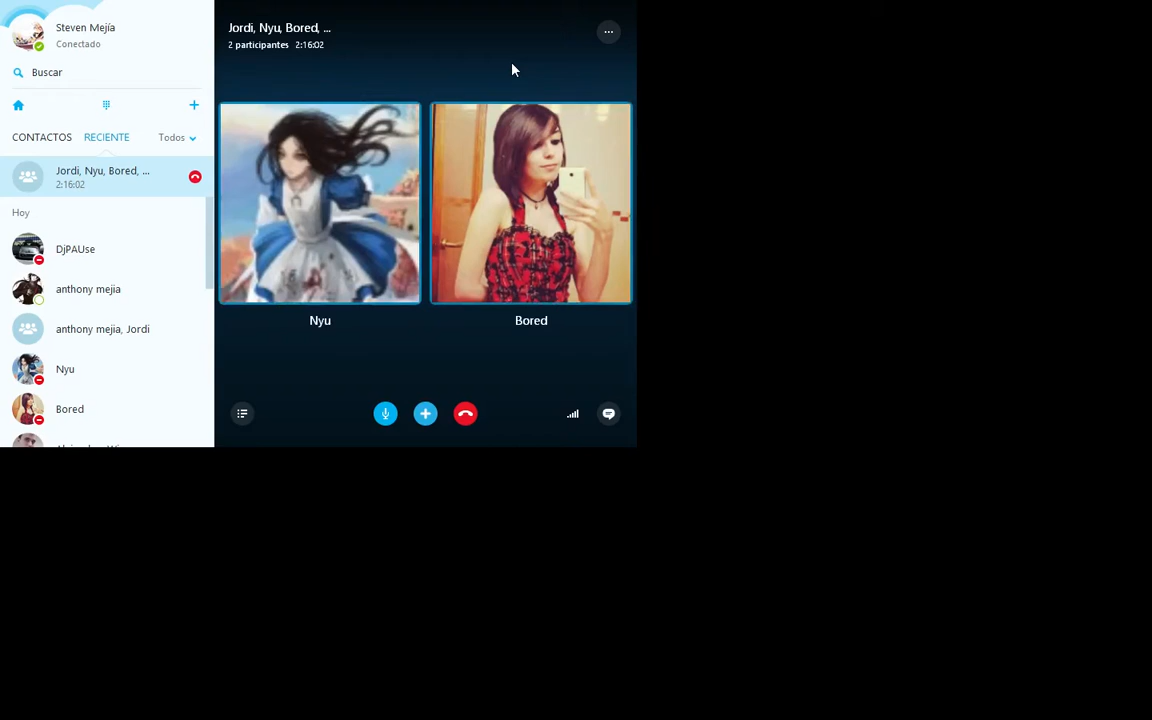 Steven Mejía
Conectado
Buscar
CONTACTOS RECIENTE Todos
Jordi, Nyu, Bored, ...
2:16:02
Hoy
DjPAUse
anthony mejia
anthony mejia, Jordi
Nyu
Bored
Jordi, Nyu, Bored, ...
2 participantes 2:16:02
Nyu
Bored